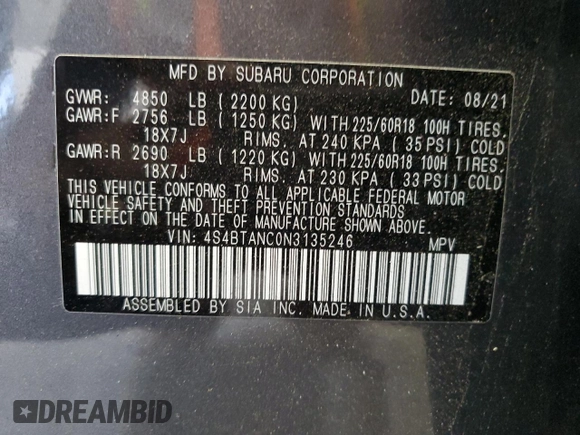 MFD BY SUBARU CORPORATION
GVWR: 4850 LB (2200 KG) DATE: 08/21
GAWR:F 2756 LB (1250 KG) WITH 225/60R18 100H TIRES.
18X7J RIMS. AT 240 KPA (35 PSI) COLD
GAWR:R 2690 LB (1220 KG) WITH 225/60R18 100H TIRES.
18X7J RIMS. AT 230 KPA (33 PSI) COLD
THIS VEHICLE CONFORMS TO ALL APPLICABLE FEDERAL MOTOR
VEHICLE SAFETY AND THEFT PREVENTION STANDARDS
IN EFFECT ON THE DATE OF MANUFACTURE SHOWN ABOVE.
VIN: 4S4BTANC0N3135246 MPV
ASSEMBLED BY SIA INC. MADE IN U.S.A.
DREAMBID